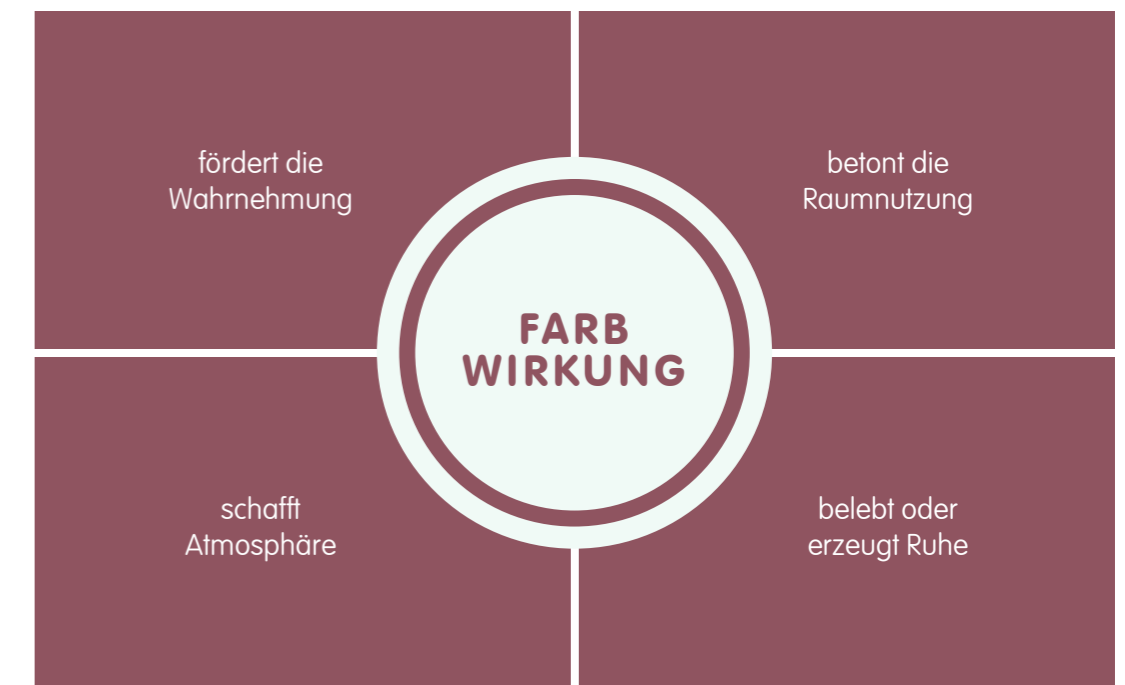 fördert die
Wahrnehmung
betont die
Raumnutzung
FARB
WIRKUNG
schafft
Atmosphäre
belebt oder
erzeugt Ruhe